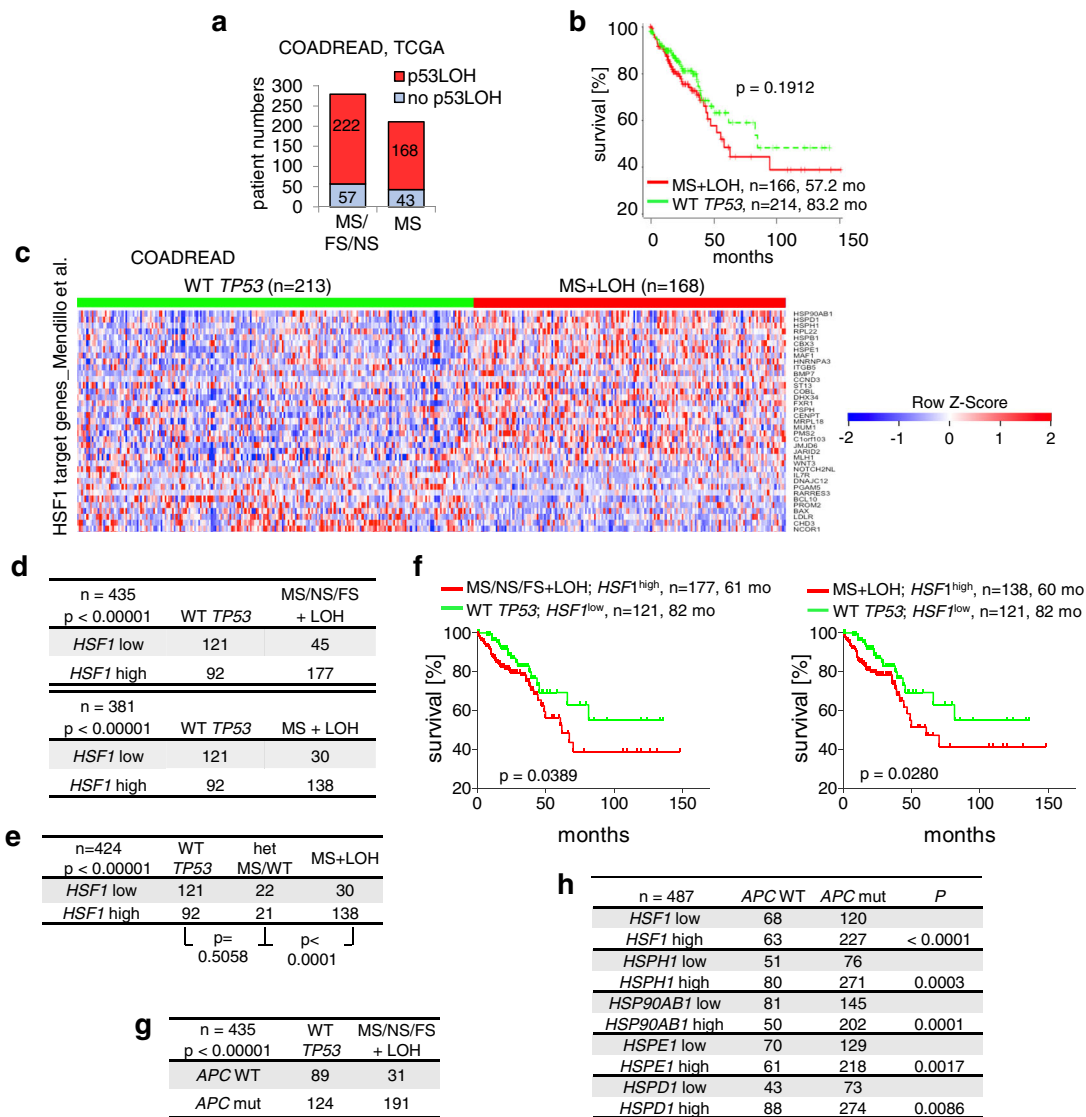 a
COADREAD, TCGA
p53LOH
no p53LOH
patient numbers
300
250
200
150
100
50
0
222
57
168
43
MS/
FS/NS
MS
b
survival [%]
100
80
60
40
20
p = 0.1912
MS+LOH, n=166, 57.2 mo
WT TP53, n=214, 83.2 mo
0
50
100
150
months
c
COADREAD
WT TP53 (n=213)
MS+LOH (n=168)
HSF1 target genes_Mendillo et al.
HSP90AB1
HSPD1
HSPH1
RPL22
HSPB1
CBX3
HSPE1
MAF1
HNRNPA3
ITGB5
BMP7
CCND3
ST13
COBL
DHX34
FXR1
PSPH
CENPT
MRPL18
MUM1
PMS2
C1orf103
JMJD6
JARID2
MLH1
WNT3
NOTCH2NL
IL7R
DNAJC12
PGAM5
RARRES3
BCL10
PROM2
BAX
LDLR
CHD3
NCOR1
Row Z-Score
-2 -1 0 1 2
d
n = 435
p < 0.00001 WT TP53 MS/NS/FS + LOH
HSF1 low 121 45
HSF1 high 92 177
n = 381
p < 0.00001 WT TP53 MS + LOH
HSF1 low 121 30
HSF1 high 92 138
e
n=424
p < 0.00001 WT TP53 het MS/WT MS+LOH
HSF1 low 121 22 30
HSF1 high 92 21 138
p= 0.5058
p< 0.0001
f
MS/NS/FS+LOH; HSF1high, n=177, 61 mo
WT TP53; HSF1low, n=121, 82 mo
survival [%]
100
80
60
40
20
p = 0.0389
0 50 100 150
months
MS+LOH; HSF1high, n=138, 60 mo
WT TP53; HSF1low, n=121, 82 mo
survival [%]
100
80
60
40
20
p = 0.0280
0 50 100 150
months
g
n = 435
p < 0.00001 WT TP53 MS/NS/FS + LOH
APC WT 89 31
APC mut 124 191
h
n = 487 APC WT APC mut P
HSF1 low 68 120
HSF1 high 63 227 < 0.0001
HSPH1 low 51 76
HSPH1 high 80 271 0.0003
HSP90AB1 low 81 145
HSP90AB1 high 50 202 0.0001
HSPE1 low 70 129
HSPE1 high 61 218 0.0017
HSPD1 low 43 73
HSPD1 high 88 274 0.0086